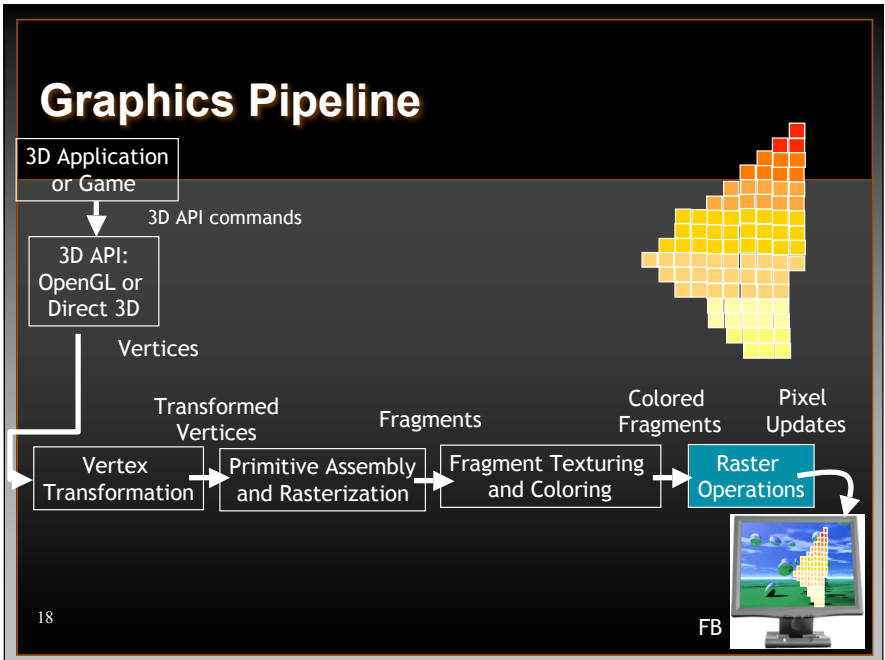 Graphics Pipeline
3D Application
or Game
3D API commands
3D API:
OpenGL or
Direct 3D
Vertices
Transformed
Vertices
Fragments
Colored
Fragments
Pixel
Updates
Vertex
Transformation
Primitive Assembly
and Rasterization
Fragment Texturing
and Coloring
Raster
Operations
FB
18